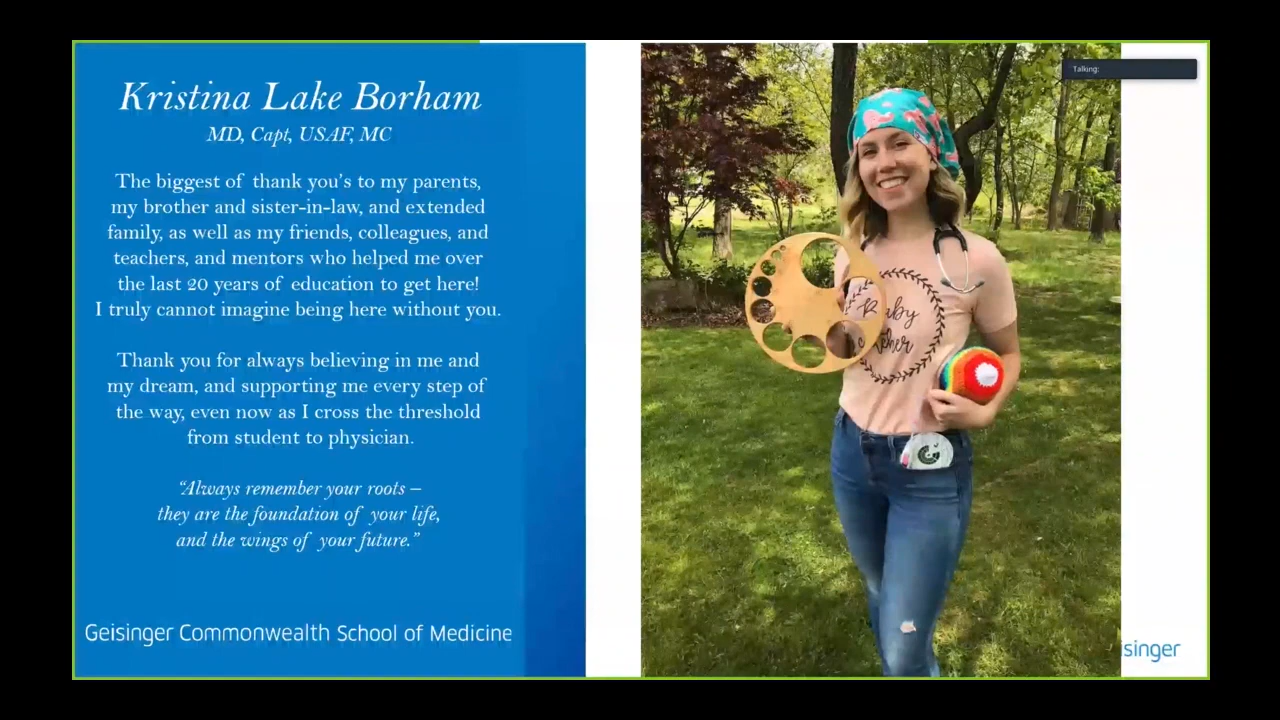 Kristina Lake Borham
MD, Capt, USAF, MC
The biggest of thank you's to my parents,
my brother and sister-in-law, and extended
family, as well as my friends, colleagues, and
teachers, and mentors who helped me over
the last 20 years of education to get here!
I truly cannot imagine being here without you.
Thank you for always believing in me and
my dream, and supporting me every step of
the way, even now as I cross the threshold
from student to physician.
“Always remember your roots –
they are the foundation of your life,
and the wings of your future.”
Geisinger Commonwealth School of Medicine
Talking:
isinger